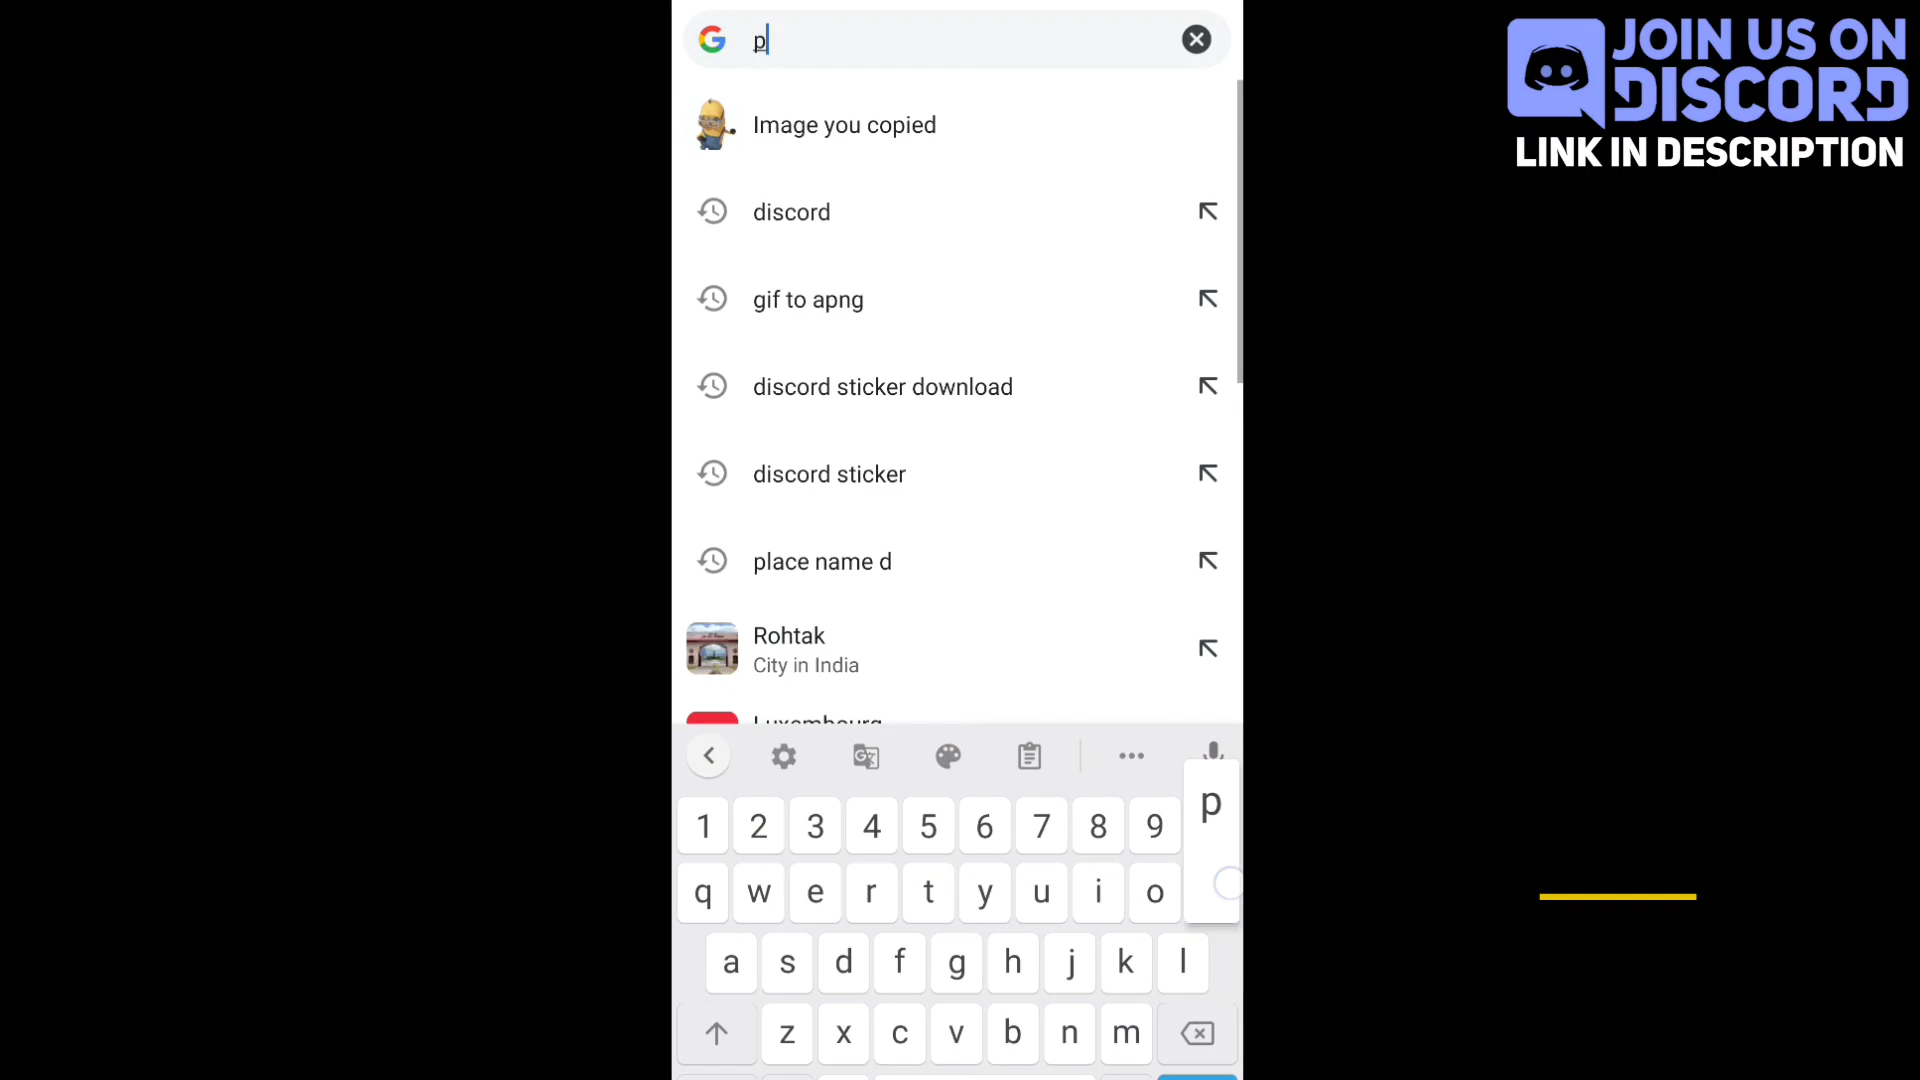 p
JOIN US ON
DISCORD
LINK IN DESCRIPTION
Image you copied
discord
gif to apng
discord sticker download
discord sticker
place name d
Rohtak
City in India
Luxembourg
p
1 2 3 4 5 6 7 8 9
q w e r t y u i o
a s d f g h j k l
z x c v b n m